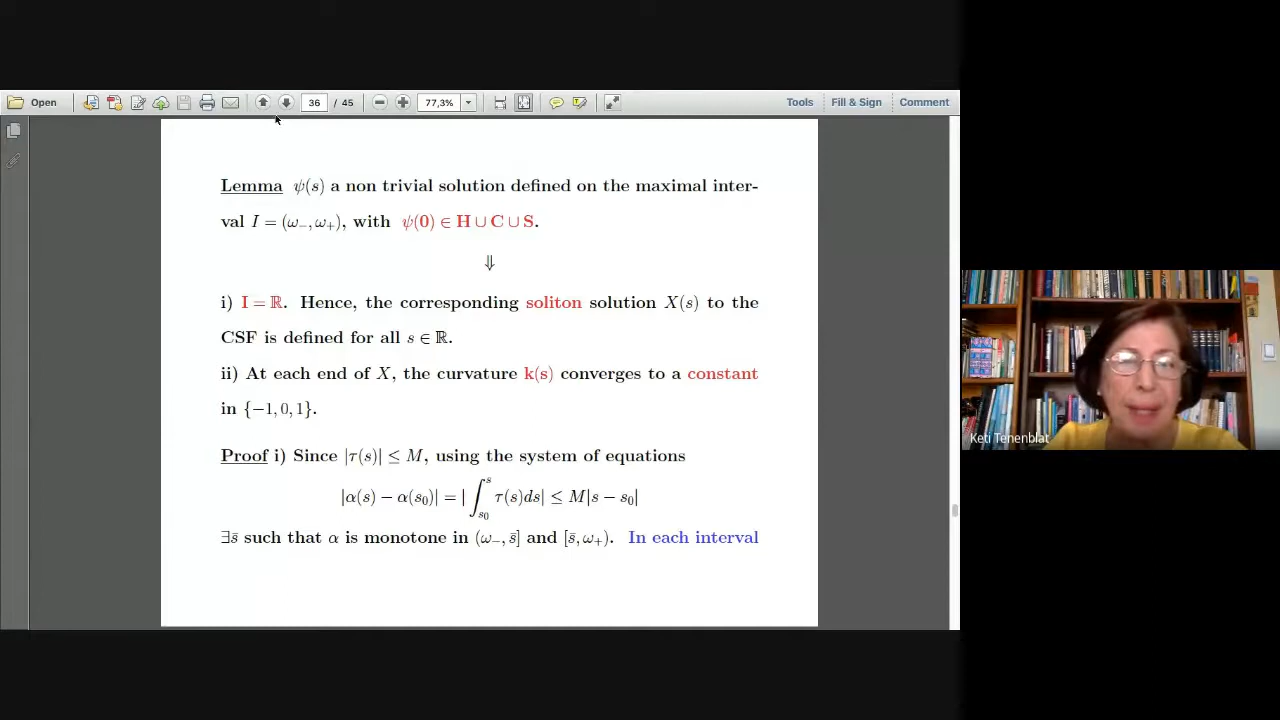 Open 36 / 45 77,3% Tools Fill & Sign Comment
Lemma ψ(s) a non trivial solution defined on the maximal inter-
val I = (ω₋, ω₊), with ψ(0) ∈ H ∪ C ∪ S.
⇓
i) I = ℝ. Hence, the corresponding soliton solution X(s) to the
CSF is defined for all s ∈ ℝ.
ii) At each end of X, the curvature k(s) converges to a constant
in {−1, 0, 1}.
Proof i) Since |τ(s)| ≤ M, using the system of equations
|α(s) − α(s₀)| = |∫_{s₀}^{s} τ(s)ds| ≤ M|s − s₀|
∃s̄ such that α is monotone in (ω₋, s̄] and [s̄, ω₊). In each interval
Keti Tenenblat